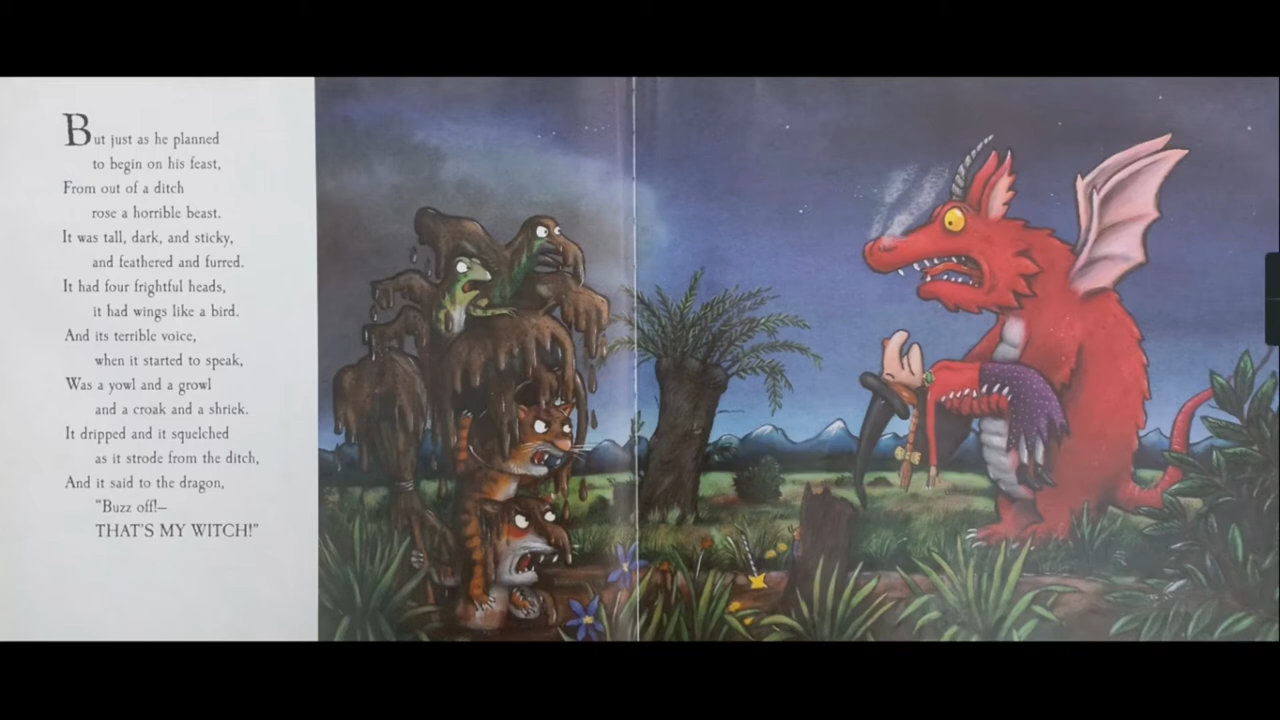 But just as he planned
to begin on his feast,
From out of a ditch
rose a horrible beast.
It was tall, dark, and sticky,
and feathered and furred.
It had four frightful heads,
it had wings like a bird.
And its terrible voice,
when it started to speak,
Was a yowl and a growl
and a croak and a shriek.
It dripped and it squelched
as it strode from the ditch,
And it said to the dragon,
"Buzz off!–
THAT'S MY WITCH!"